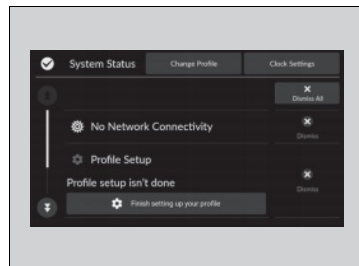 System Status
Change Profile
Clock Settings
Dismiss All
No Network Connectivity
Dismiss
Profile Setup
Profile setup isn't done
Dismiss
Finish setting up your profile